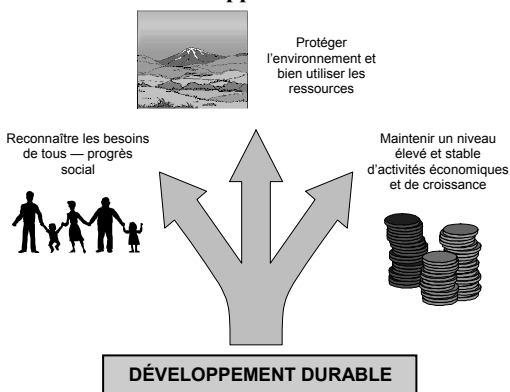 Protéger
l'environnement et
bien utiliser les
ressources
Reconnaître les besoins
de tous — progrès
social
Maintenir un niveau
élevé et stable
d'activités économiques
et de croissance
DÉVELOPPEMENT DURABLE